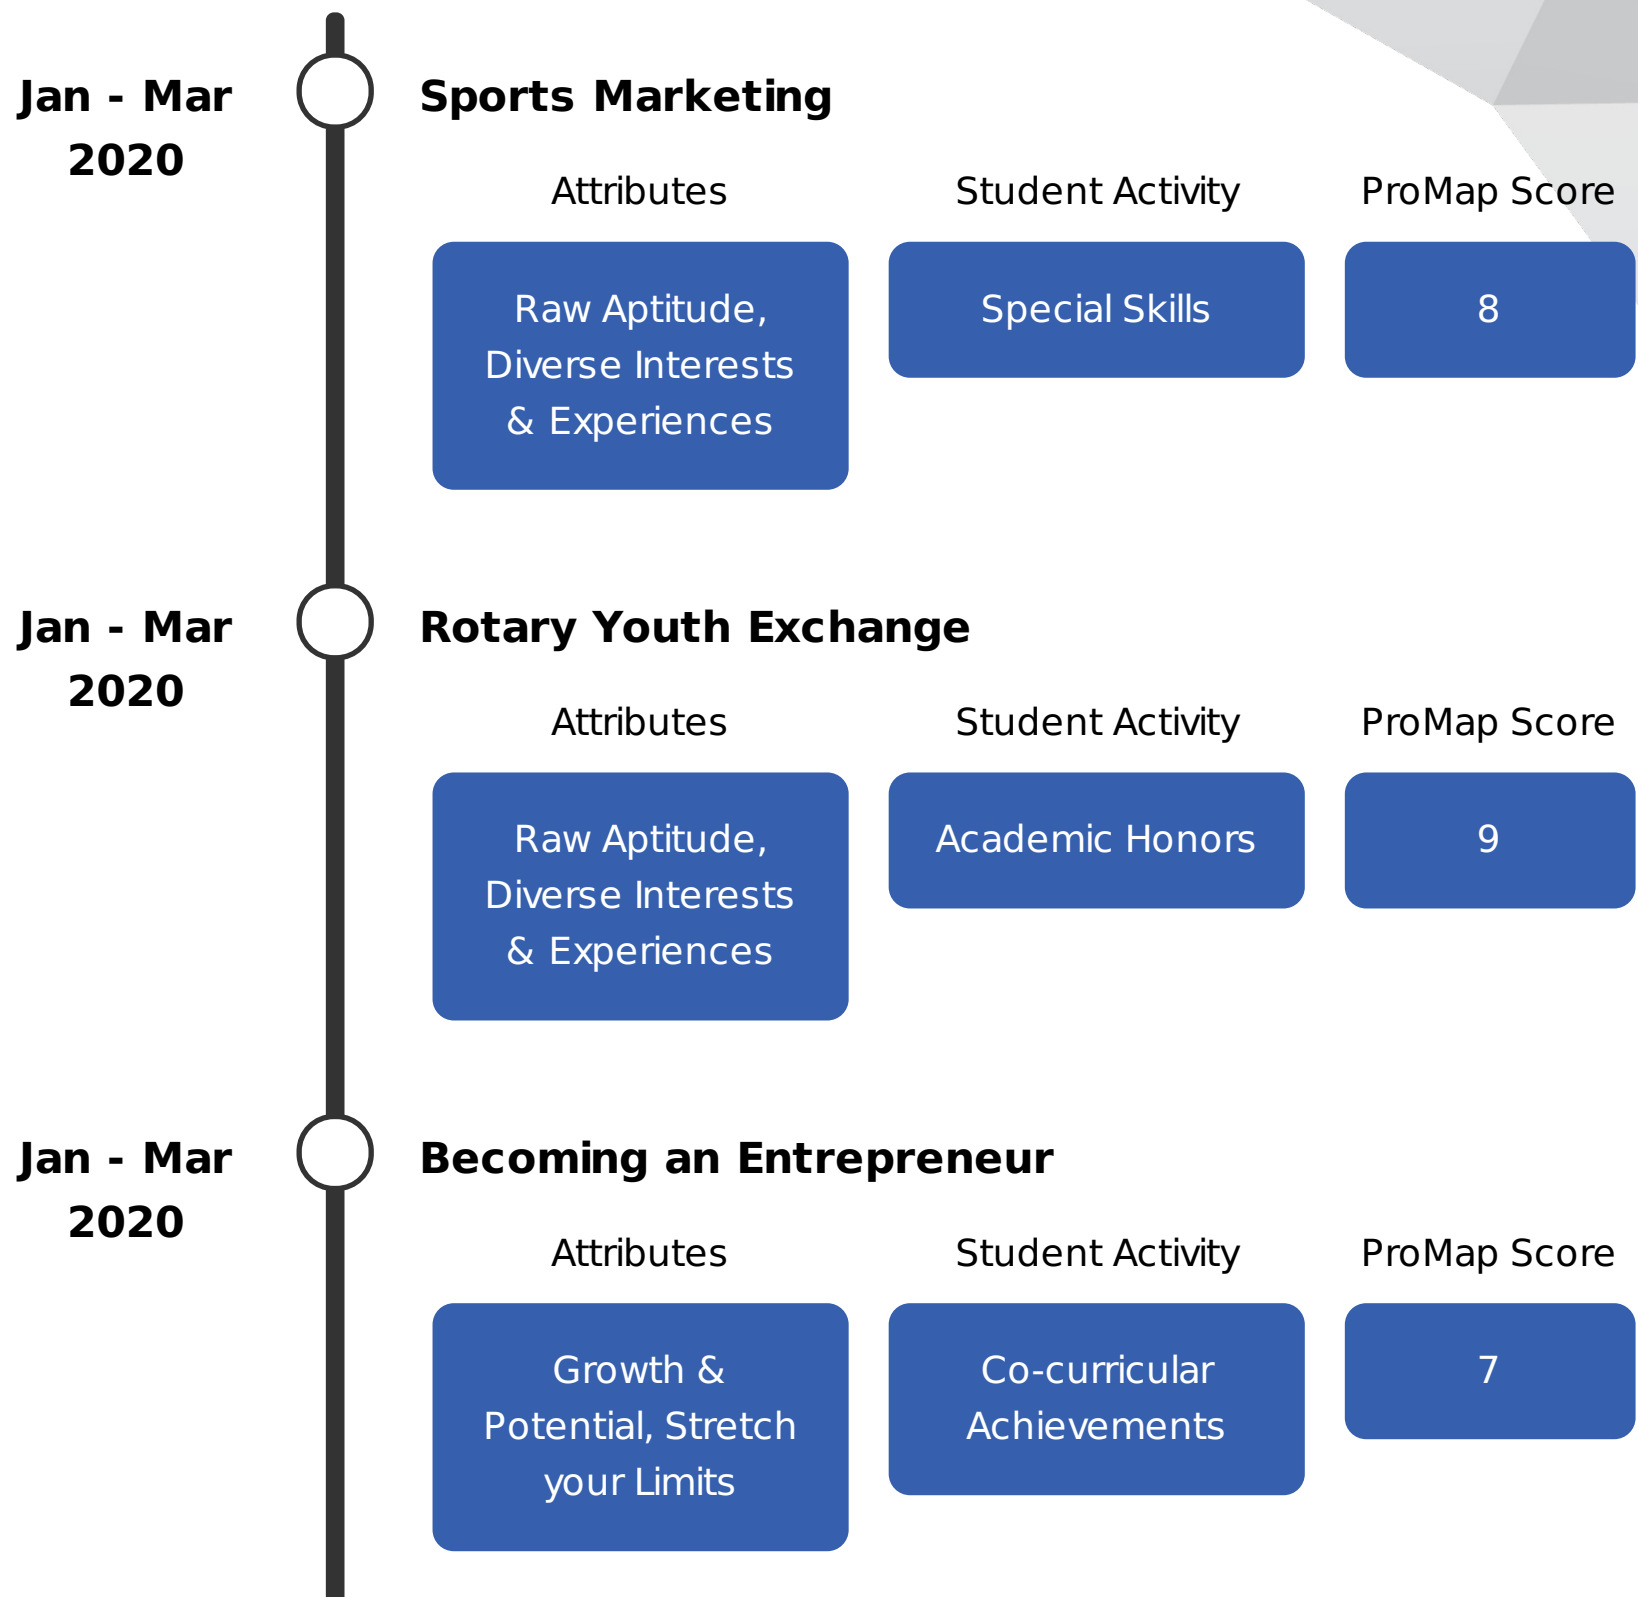 Jan - Mar
2020
Sports Marketing
Attributes
Student Activity
ProMap Score
Raw Aptitude,
Diverse Interests
& Experiences
Special Skills
8
Jan - Mar
2020
Rotary Youth Exchange
Attributes
Student Activity
ProMap Score
Raw Aptitude,
Diverse Interests
& Experiences
Academic Honors
9
Jan - Mar
2020
Becoming an Entrepreneur
Attributes
Student Activity
ProMap Score
Growth &
Potential, Stretch
your Limits
Co-curricular
Achievements
7